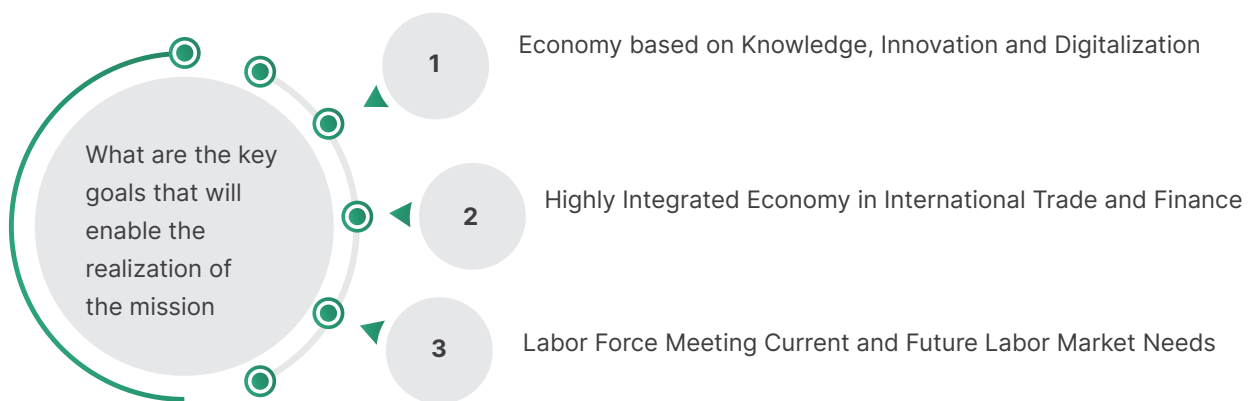 What are the key
goals that will
enable the
realization of
the mission
1
Economy based on Knowledge, Innovation and Digitalization
2
Highly Integrated Economy in International Trade and Finance
3
Labor Force Meeting Current and Future Labor Market Needs